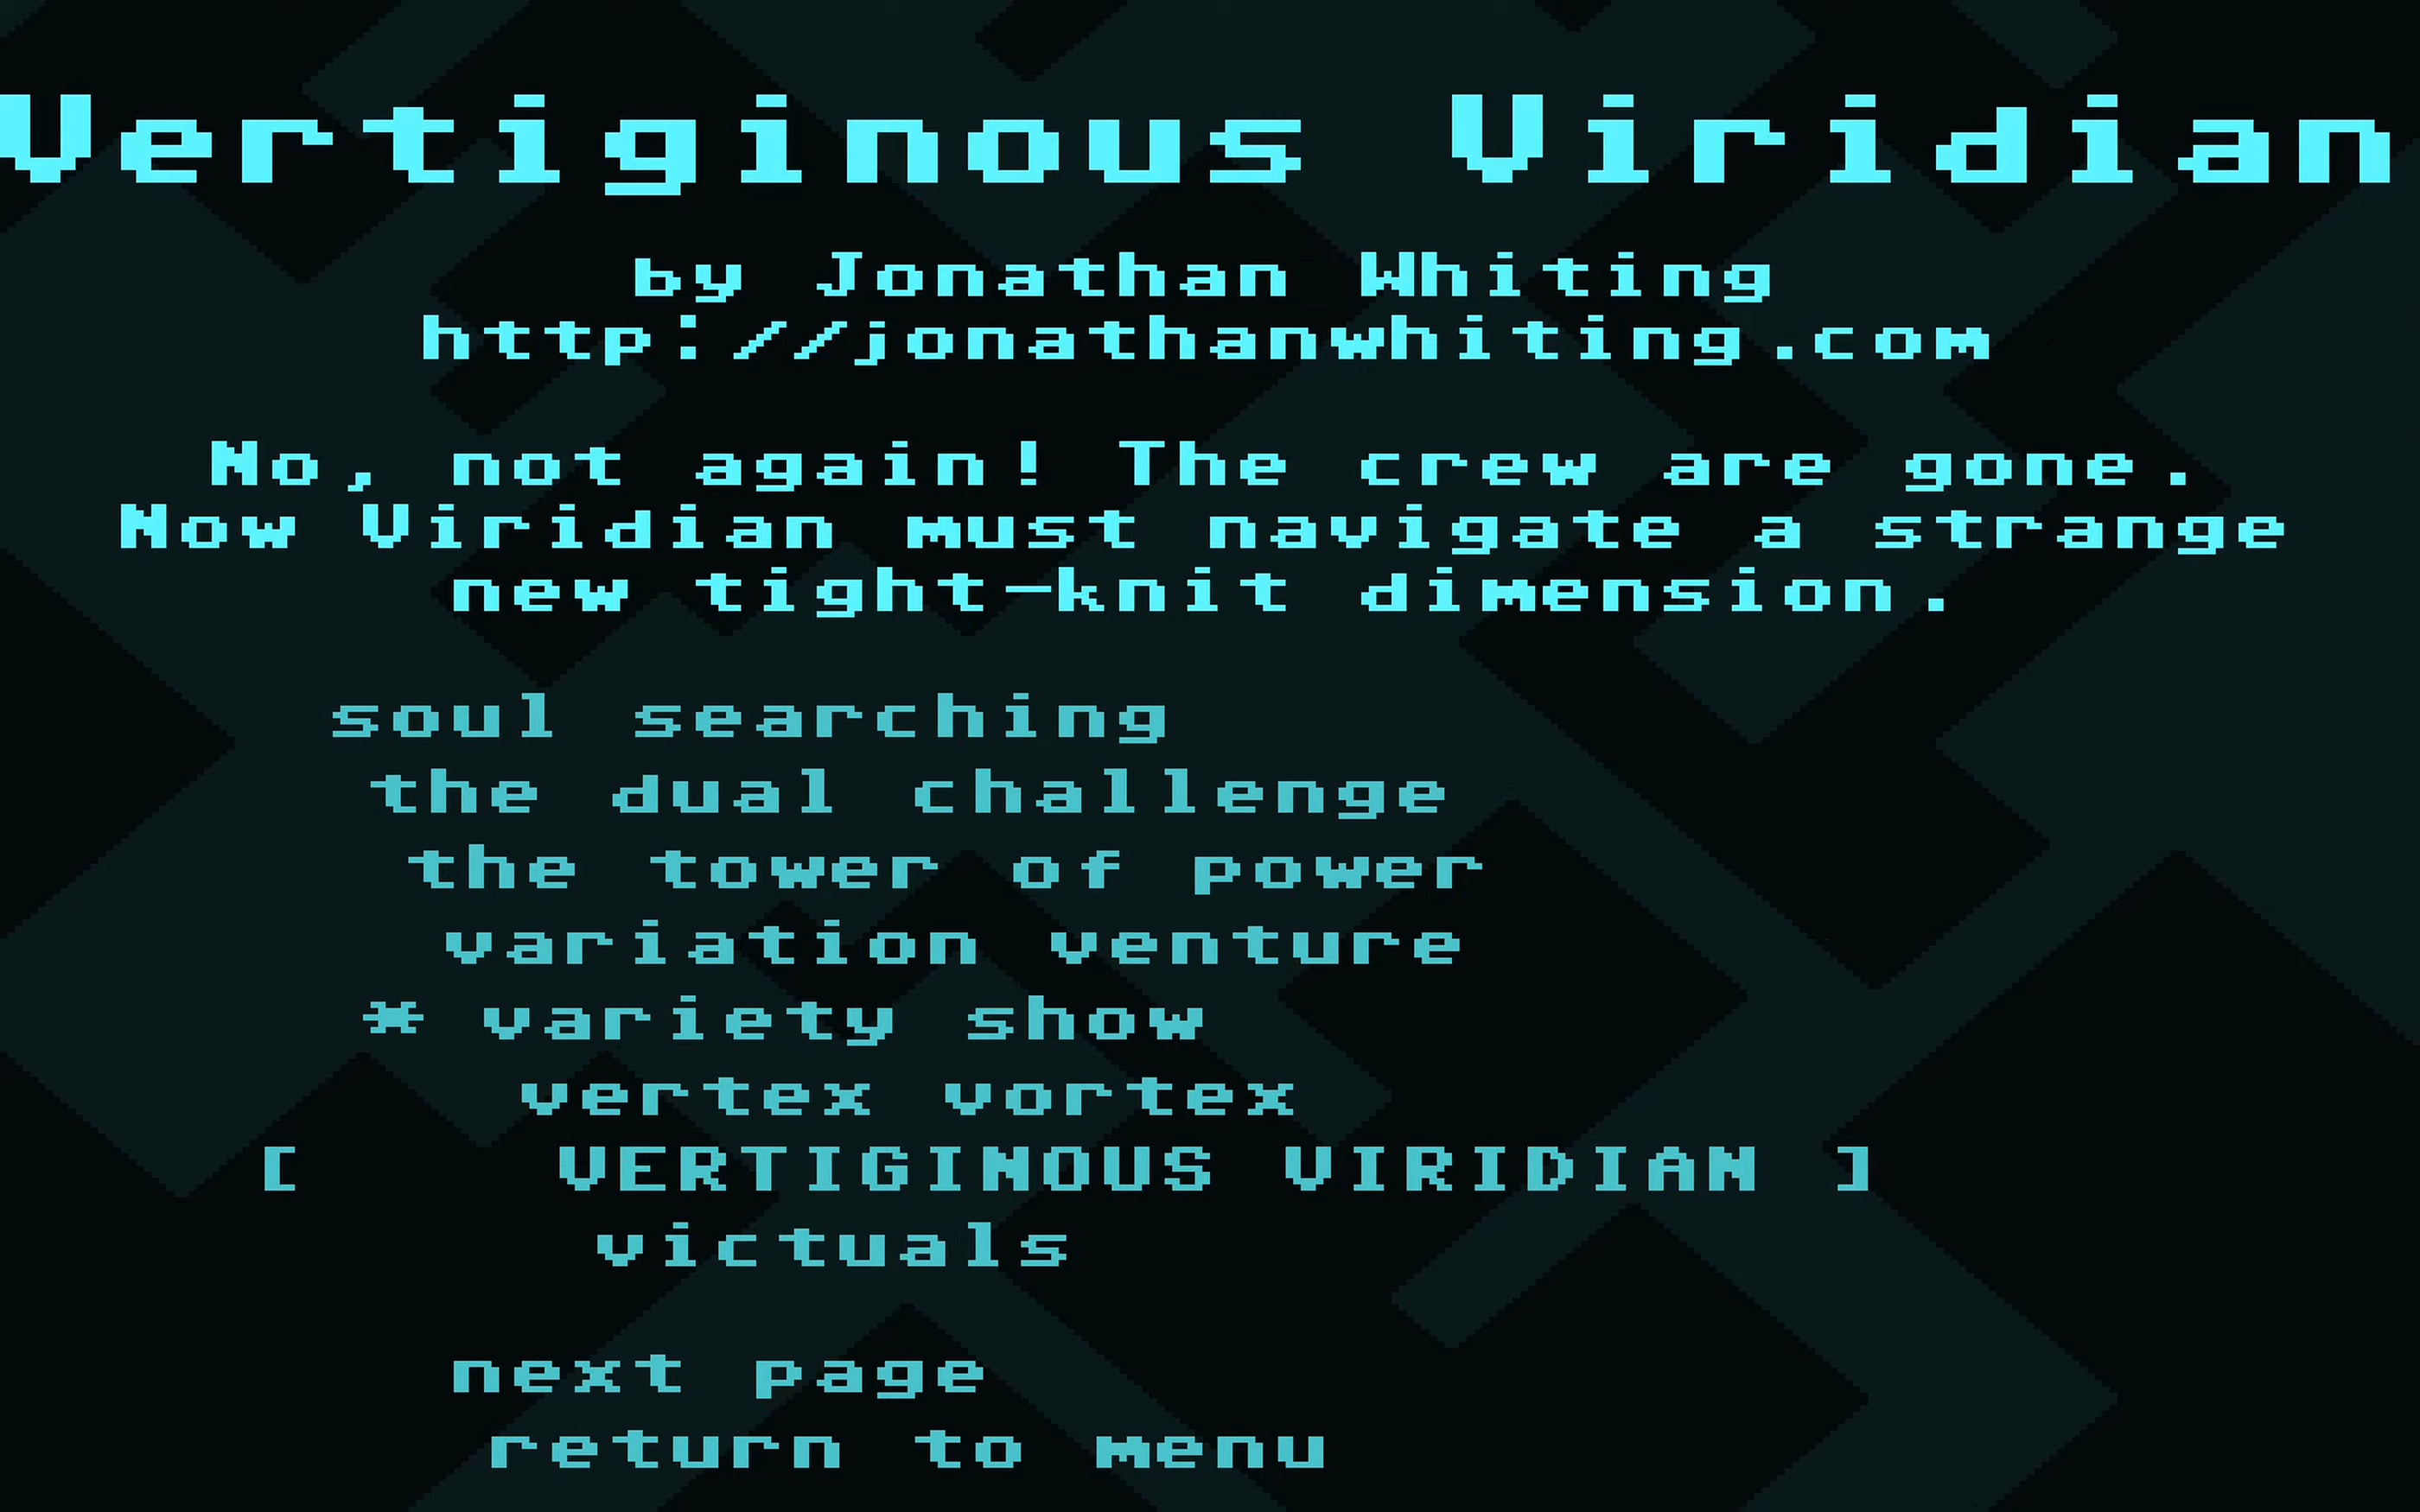 Vertiginous Viridian
by Jonathan Whiting
http://jonathanwhiting.com
No, not again! The crew are gone.
Now Viridian must navigate a strange
new tight-knit dimension.
soul searching
the dual challenge
the tower of power
variation venture
* variety show
vertex vortex
[ VERTIGINOUS VIRIDIAN ]
victuals
next page
return to menu